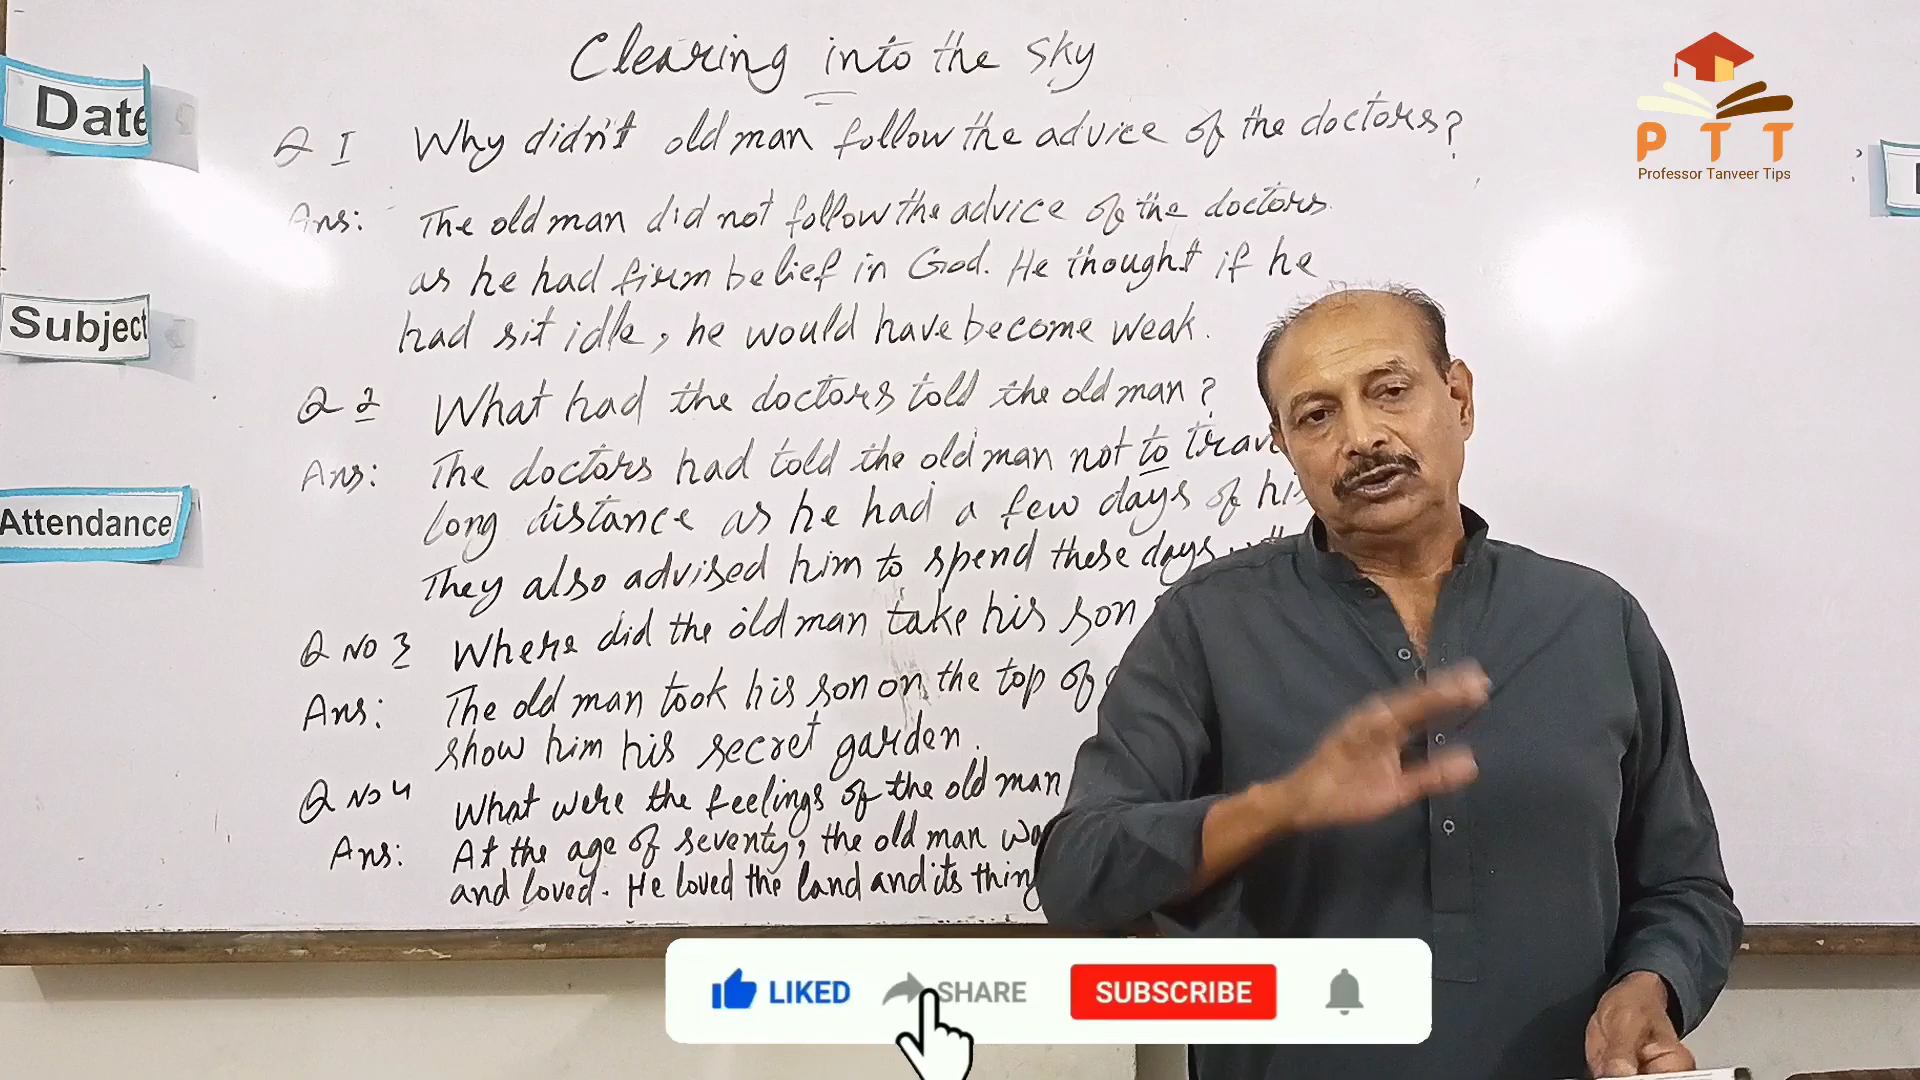 Clearing into the sky
Date
Q 1 Why didn't old man follow the advice of the doctors?
P T T
Professor Tanveer Tips
Ans: The old man did not follow the advice of the doctors
as he had firm belief in God. He thought if he
Subject
had sit idle, he would have become weak.
Q 2 What had the doctors told the old man?
Ans: The doctors had told the old man not to
long distance as he had a few days of
Attendance
They also advised him to spend these days
Q No 3 Where did the old man take his son
Ans: The old man took his son on the top of
show him his secret garden.
Q No 4 What were the feelings of the old man
Ans: At the age of seventy, the old man
and loved. He loved the land and its
LIKED
SHARE
SUBSCRIBE